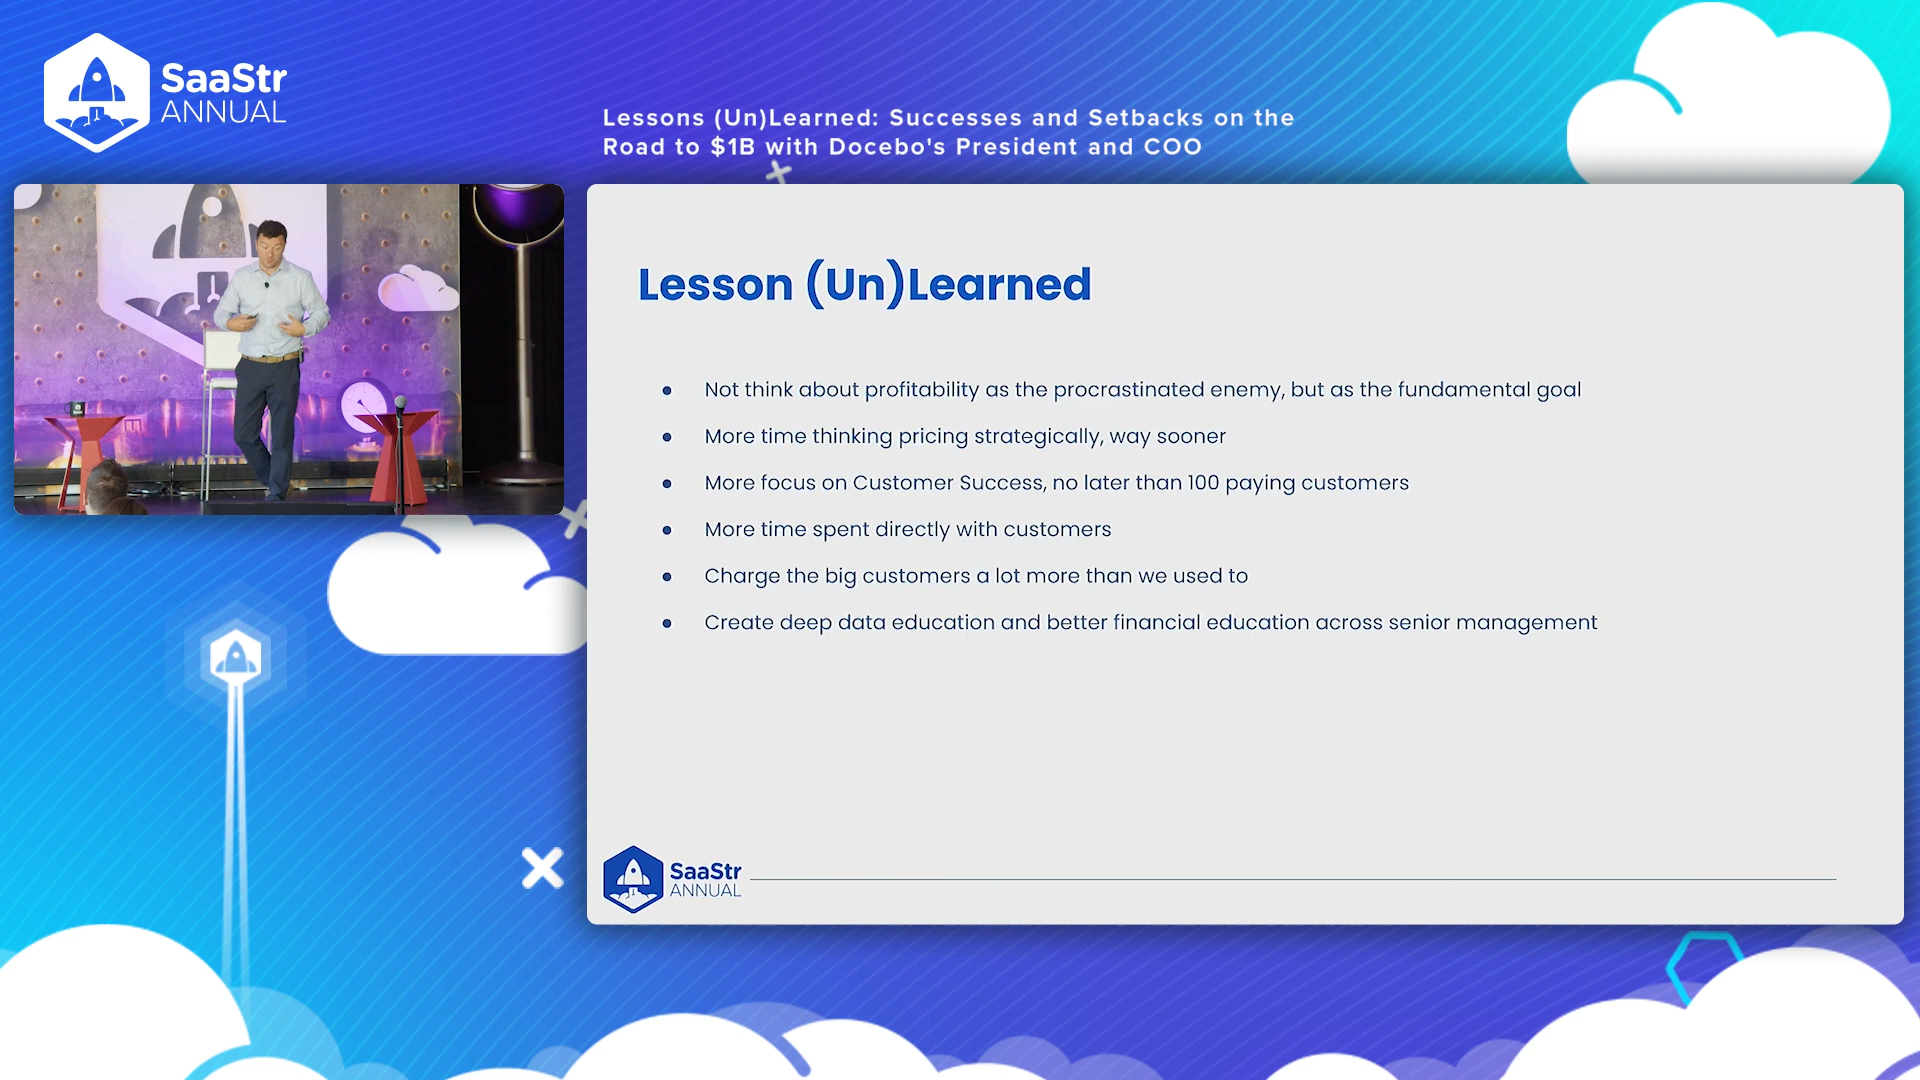 SaaStr
ANNUAL
Lessons (Un)Learned: Successes and Setbacks on the
Road to $1B with Docebo's President and COO
Lesson (Un)Learned
● Not think about profitability as the procrastinated enemy, but as the fundamental goal
● More time thinking pricing strategically, way sooner
● More focus on Customer Success, no later than 100 paying customers
● More time spent directly with customers
● Charge the big customers a lot more than we used to
● Create deep data education and better financial education across senior management
SaaStr
ANNUAL